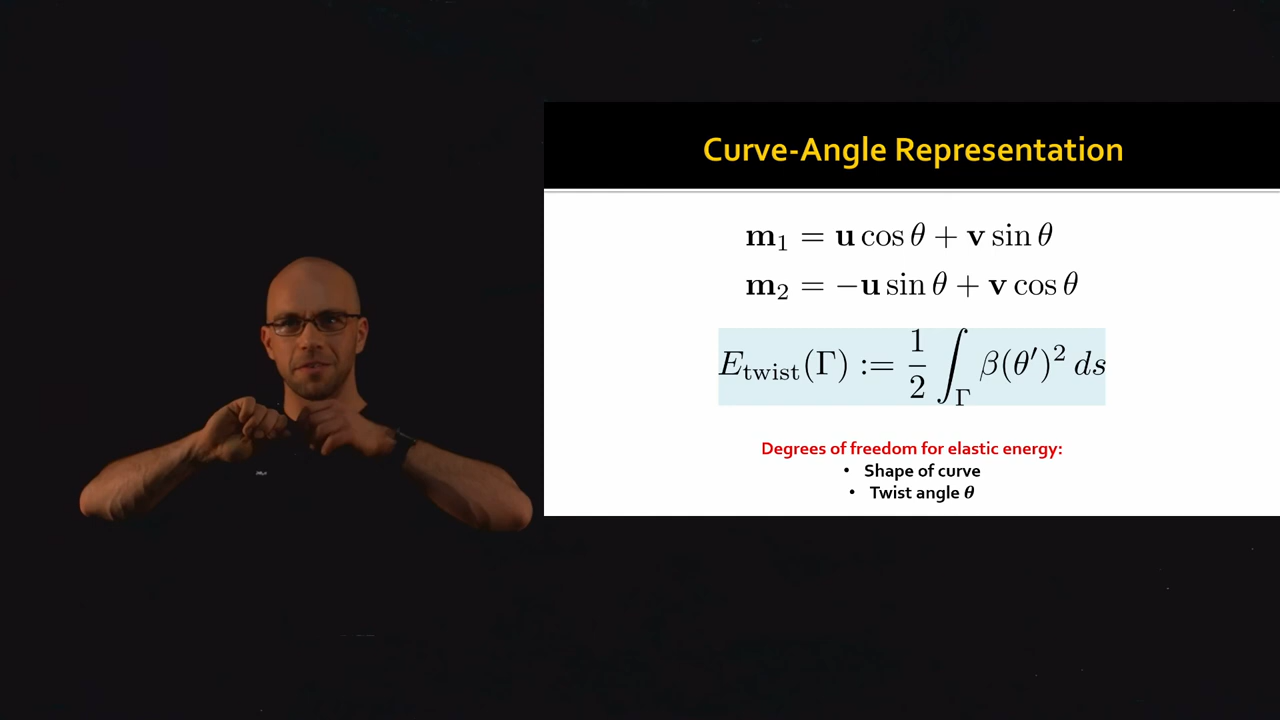 Curve-Angle Representation
m₁ = u cos θ + v sin θ
m₂ = −u sin θ + v cos θ
E_twist(Γ) := 1/2 ∫_Γ β(θ′)² ds
Degrees of freedom for elastic energy:
• Shape of curve
• Twist angle θ